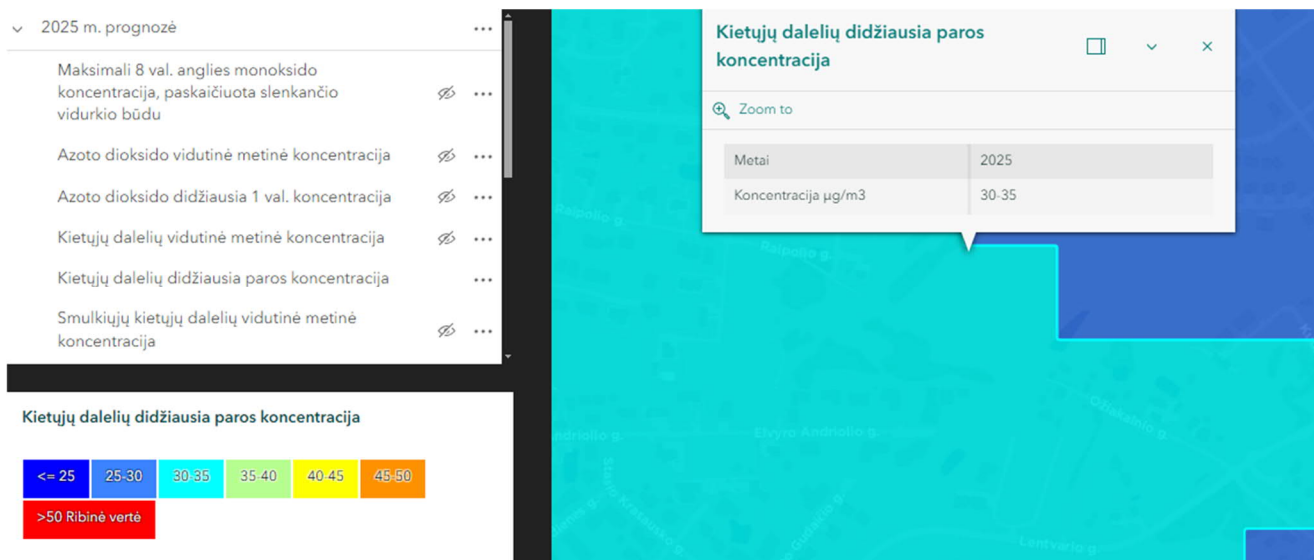 2025 m. prognozė
Maksimali 8 val. anglies monoksido
koncentracija, paskaičiuota slenkančio
vidurkio būdu
Azoto dioksido vidutinė metinė koncentracija
Azoto dioksido didžiausia 1 val. koncentracija
Kietųjų dalelių vidutinė metinė koncentracija
Kietųjų dalelių didžiausia paros koncentracija
Smulkiųjų kietųjų dalelių vidutinė metinė
koncentracija
Kietųjų dalelių didžiausia paros koncentracija
<= 25 25-30 30-35 35-40 40-45 45-50
>50 Ribinė vertė
Kietųjų dalelių didžiausia paros
koncentracija
Zoom to
Metai 2025
Koncentracija µg/m3 30-35
Raipolio g.
Raipolio g.
Ožkakalnio g.
Andriolio g.
Elvyro Andriolio g.
Lentvario g.